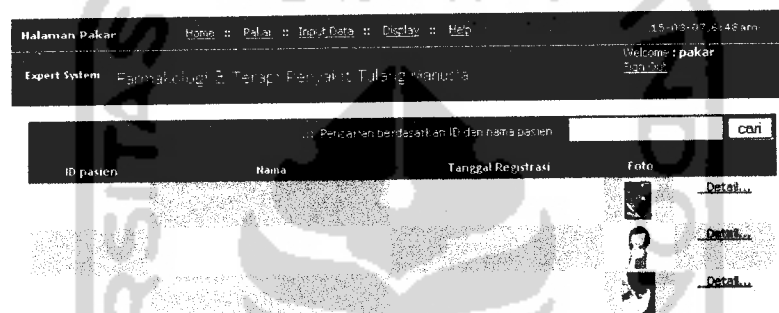 Halaman Pakar Home :: Pakar :: Input Data :: Display :: Help 15-03-07, 6:48 am
Welcome : pakar
Expert System Farmakologi & Terapi Penyakit Tulang Manusia Sign Out
.:: Pencarian berdasarkan ID dan nama pasien cari
ID pasien Nama Tanggal Registrasi Foto
Detail...
Detail...
Detail...